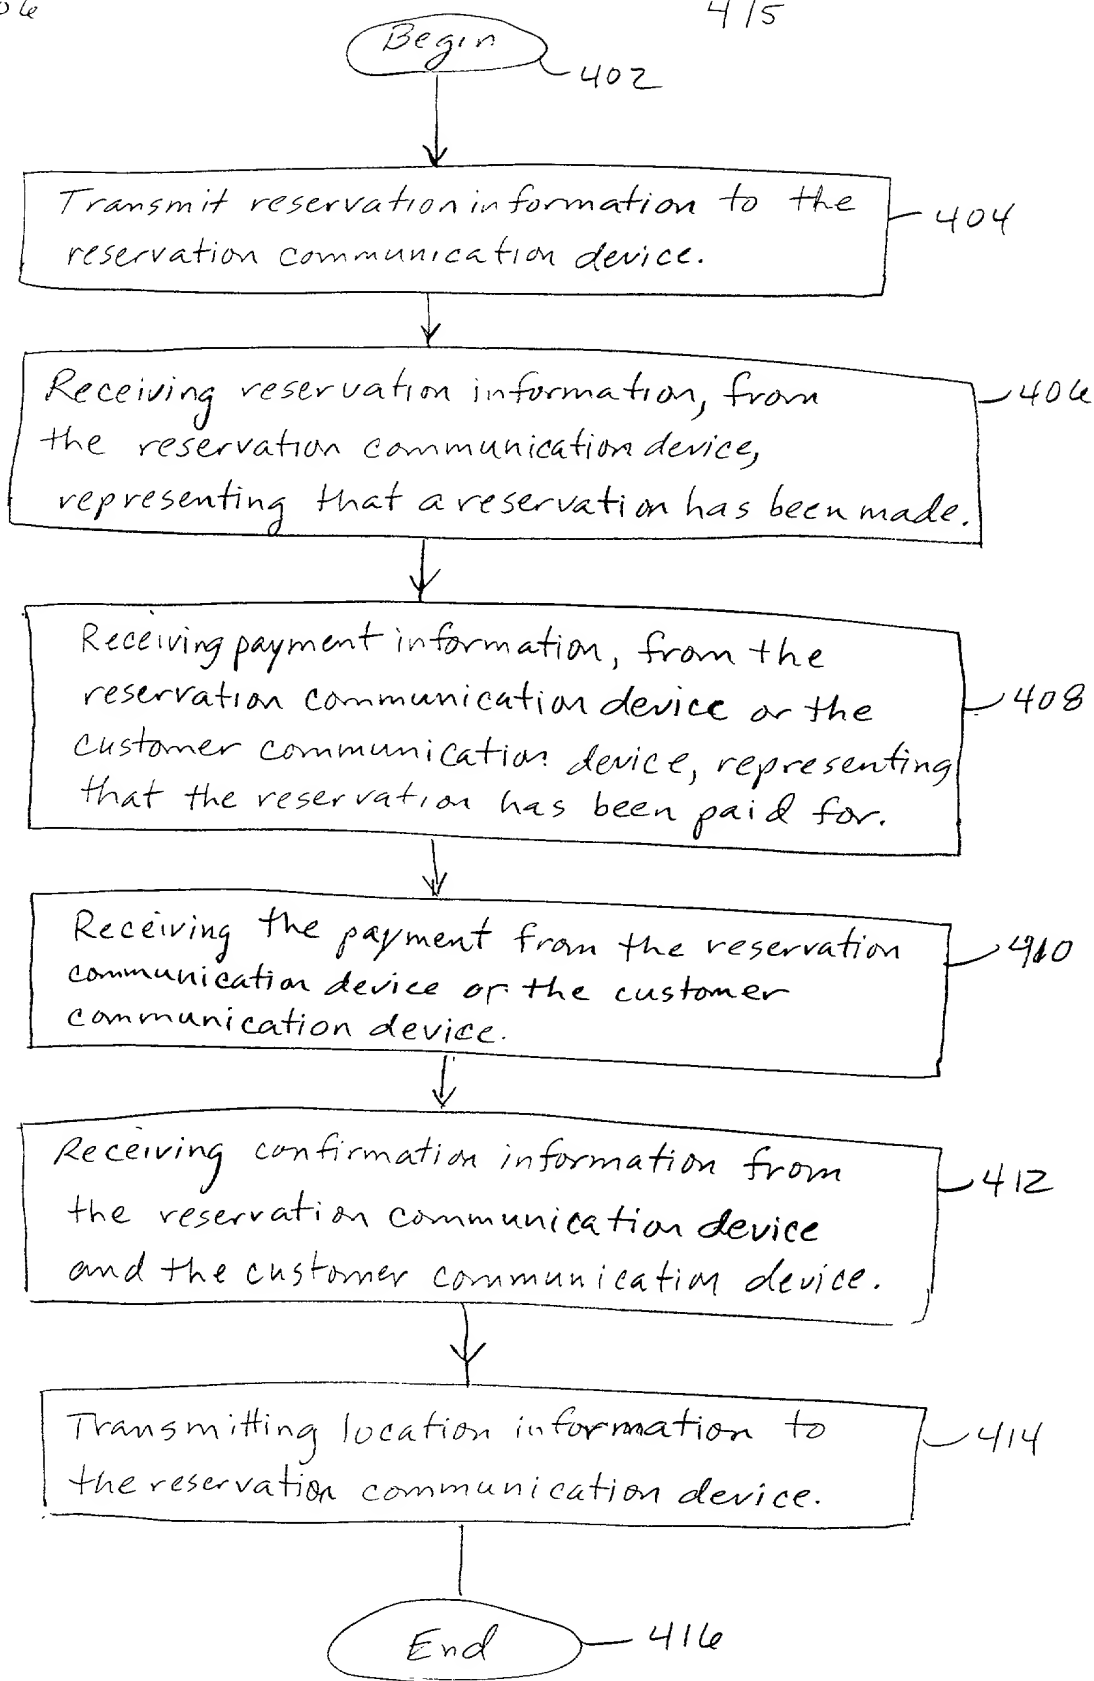 415
Begin
402
Transmit reservation information to the
reservation communication device.
404
Receiving reservation information, from
the reservation communication device,
representing that a reservation has been made.
406
Receiving payment information, from the
reservation communication device or the
customer communication device, representing
that the reservation has been paid for.
408
Receiving the payment from the reservation
communication device or the customer
communication device.
410
Receiving confirmation information from
the reservation communication device
and the customer communication device.
412
Transmitting location information to
the reservation communication device.
414
End
416